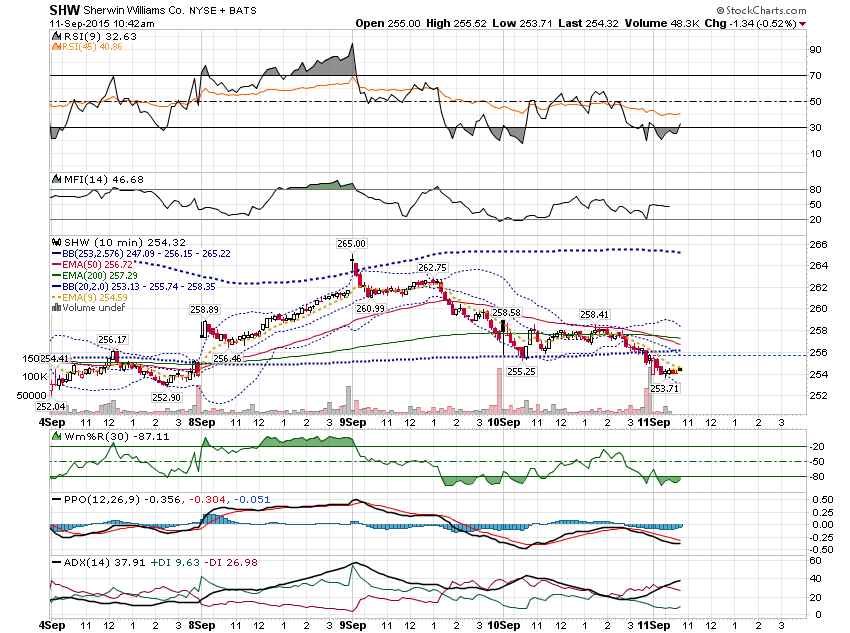 SHW Sherwin Williams Co. NYSE + BATS © StockCharts.com
11-Sep-2015 10:42am Open 255.00 High 255.52 Low 253.71 Last 254.32 Volume 48.3K Chg -1.34 (-0.52%)
RSI(9) 32.63
RSI(45) 40.86
90
70
50
30
10
MFI(14) 46.68
80
50
20
SHW (10 min) 254.32
BB(253,2.576) 247.09 - 256.15 - 265.22
EMA(50) 256.72
EMA(200) 257.29
BB(20,2.0) 253.13 - 255.74 - 258.35
EMA(9) 254.59
Volume undef
265.00
262.75
260.99
258.89
258.58
258.41
256.17
256.46
254.41
255.25
252.90
252.04
253.71
266
264
262
260
258
256
254
252
150
100K
50000
4Sep 11 12 1 2 3 8Sep 11 12 1 2 3 9Sep 11 12 1 2 3 10Sep 11 12 1 2 3 11Sep 11 12 1 2 3
Wm%R(30) -87.11
-20
-50
-80
PPO(12,26,9) -0.356, -0.304, -0.051
0.50
0.25
0.00
-0.25
-0.50
ADX(14) 37.91 +DI 9.63 -DI 26.98
60
40
20
0
4Sep 11 12 1 2 3 8Sep 11 12 1 2 3 9Sep 11 12 1 2 3 10Sep 11 12 1 2 3 11Sep 11 12 1 2 3